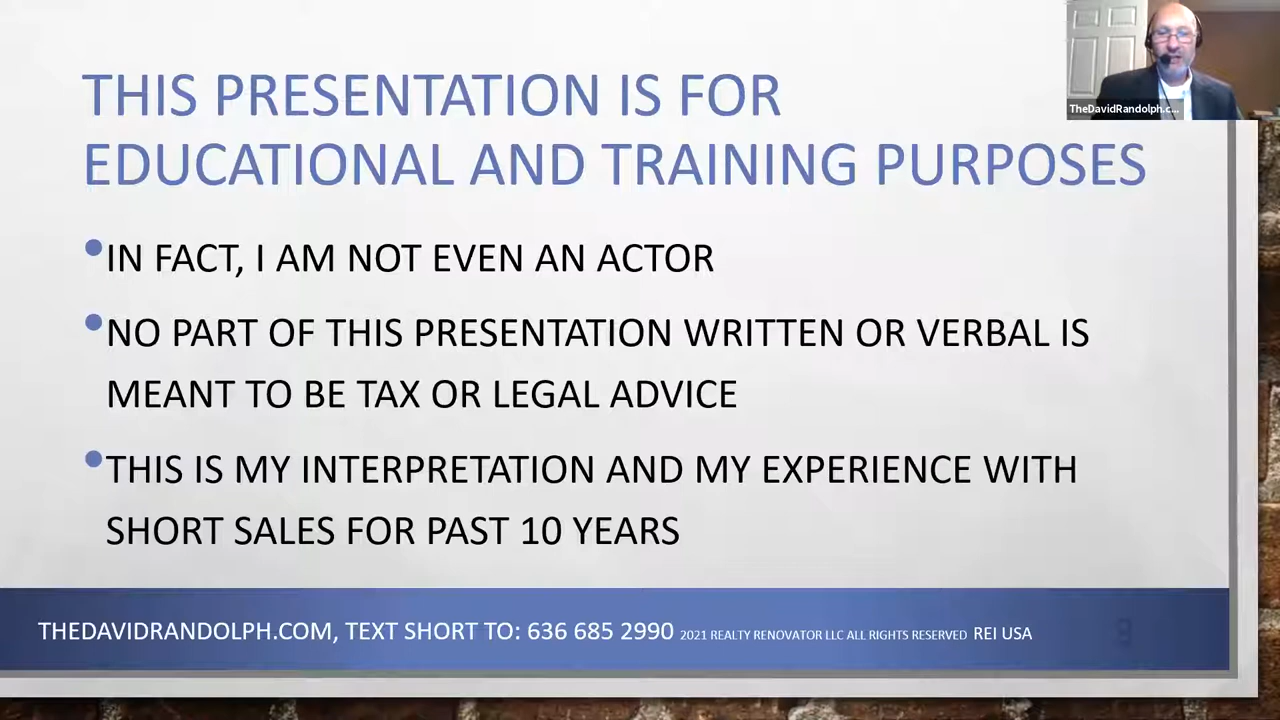 THIS PRESENTATION IS FOR
EDUCATIONAL AND TRAINING PURPOSES
TheDavidRandolph.c...
•IN FACT, I AM NOT EVEN AN ACTOR
•NO PART OF THIS PRESENTATION WRITTEN OR VERBAL IS
MEANT TO BE TAX OR LEGAL ADVICE
•THIS IS MY INTERPRETATION AND MY EXPERIENCE WITH
SHORT SALES FOR PAST 10 YEARS
THEDAVIDRANDOLPH.COM, TEXT SHORT TO: 636 685 2990 2021 REALTY RENOVATOR LLC ALL RIGHTS RESERVED REI USA